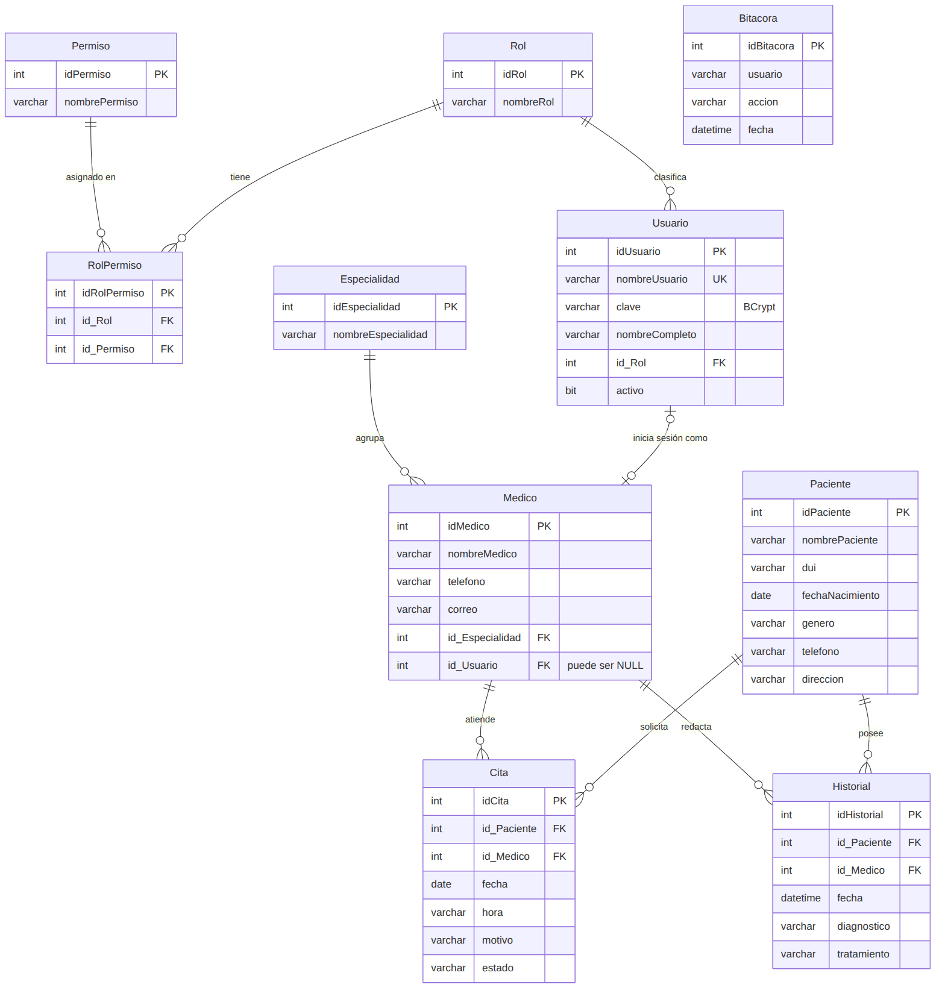 Bitacora
int idBitacora PK
varchar usuario
varchar accion
datetime fecha
Permiso
int idPermiso PK
varchar nombrePermiso
Rol
int idRol PK
varchar nombreRol
asignado en
tiene
clasifica
Usuario
int idUsuario PK
varchar nombreUsuario UK
varchar clave BCrypt
varchar nombreCompleto
int id_Rol FK
bit activo
RolPermiso
int idRolPermiso PK
int id_Rol FK
int id_Permiso FK
Especialidad
int idEspecialidad PK
varchar nombreEspecialidad
agrupa
inicia sesión como
Medico
int idMedico PK
varchar nombreMedico
varchar telefono
varchar correo
int id_Especialidad FK
int id_Usuario FK puede ser NULL
Paciente
int idPaciente PK
varchar nombrePaciente
varchar dui
date fechaNacimiento
varchar genero
varchar telefono
varchar direccion
atiende
solicita
redacta
posee
Cita
int idCita PK
int id_Paciente FK
int id_Medico FK
date fecha
varchar hora
varchar motivo
varchar estado
Historial
int idHistorial PK
int id_Paciente FK
int id_Medico FK
datetime fecha
varchar diagnostico
varchar tratamiento